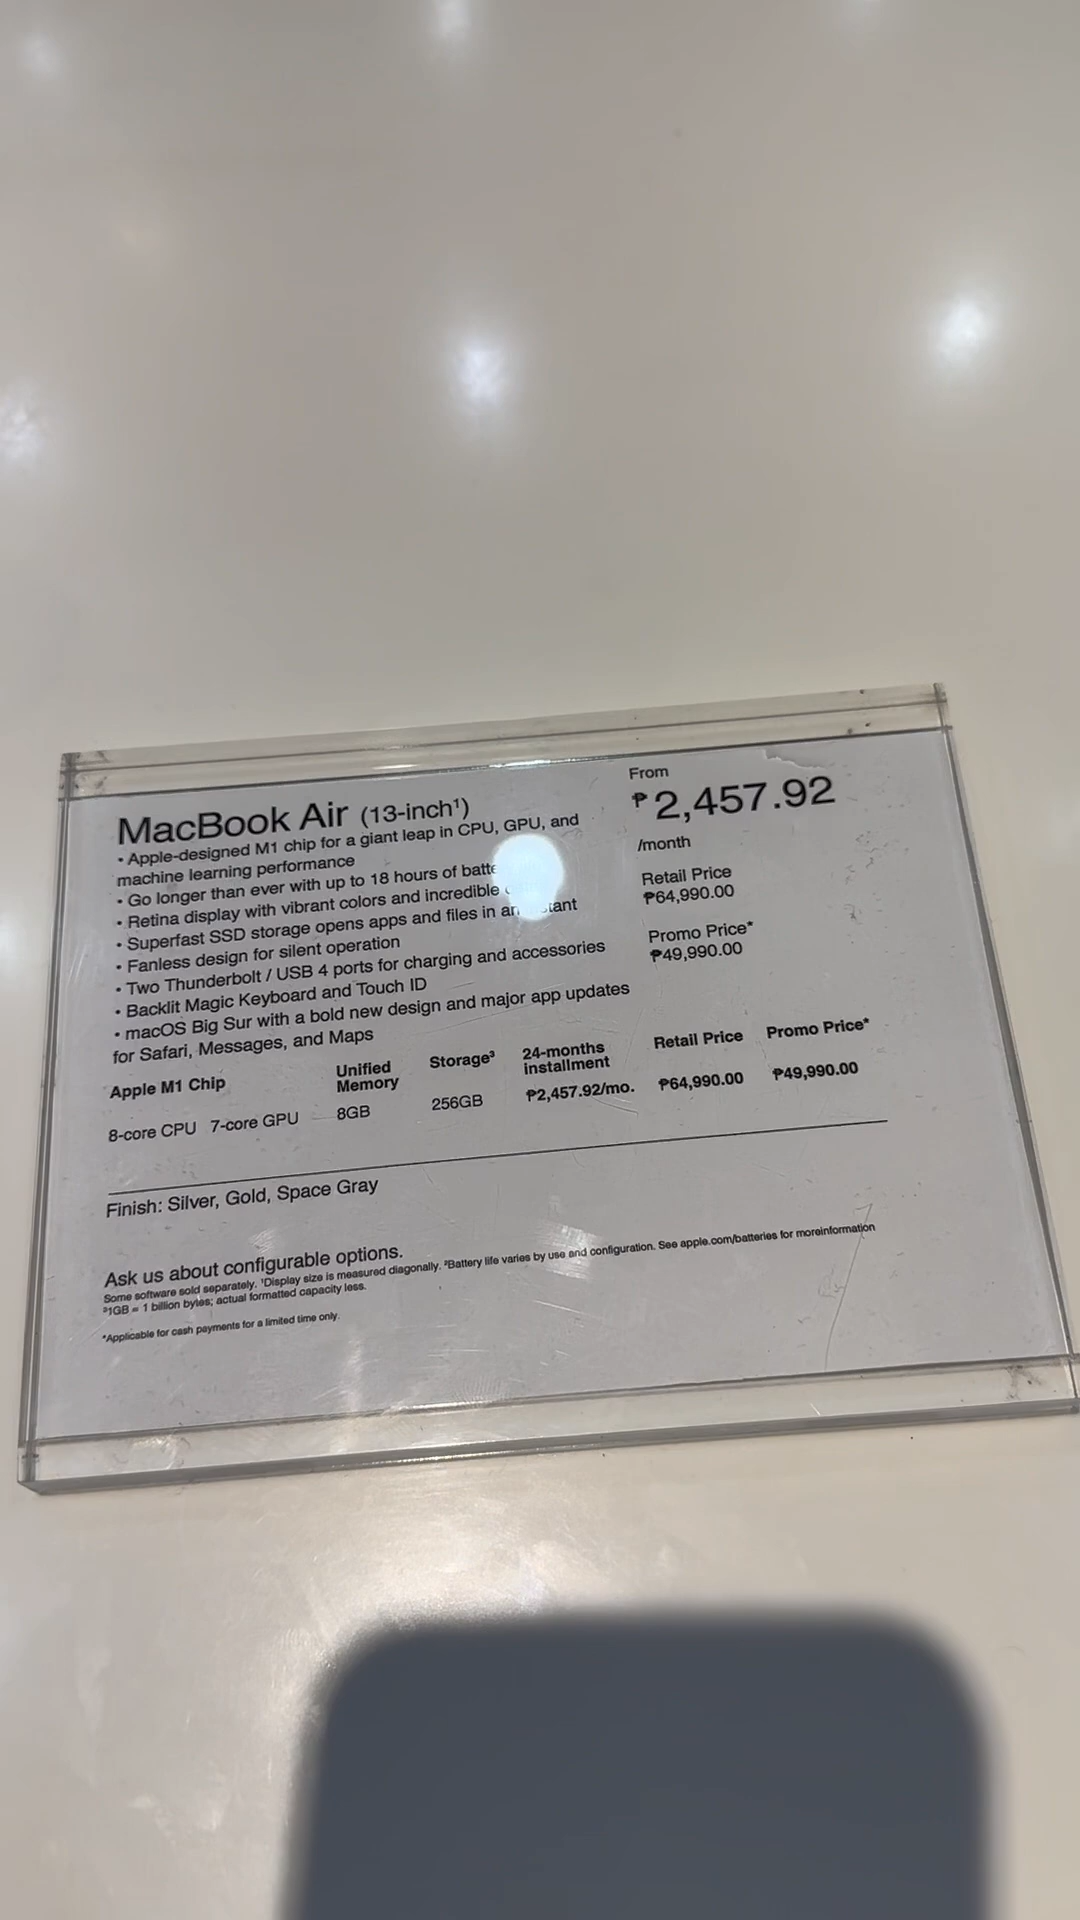 MacBook Air (13-inch¹)
• Apple-designed M1 chip for a giant leap in CPU, GPU, and
machine learning performance
• Go longer than ever with up to 18 hours of
• Retina display with vibrant colors and incredible
• Superfast SSD storage opens apps and files in
• Fanless design for silent operation
• Two Thunderbolt / USB 4 ports for charging and accessories
• Backlit Magic Keyboard and Touch ID
• macOS Big Sur with a bold new design and major app updates
for Safari, Messages, and Maps
From
₱2,457.92
/month
Retail Price
₱64,990.00
Promo Price*
₱49,990.00
Apple M1 Chip Unified Memory Storage³ 24-months installment Retail Price Promo Price*
8-core CPU 7-core GPU 8GB 256GB ₱2,457.92/mo. ₱64,990.00 ₱49,990.00
Finish: Silver, Gold, Space Gray
Ask us about configurable options.
Some software sold separately. ¹Display size is measured diagonally. ²Battery life varies by use and configuration. See apple.com/batteries for moreinformation
³1GB = 1 billion bytes; actual formatted capacity less.
*Applicable for cash payments for a limited time only.